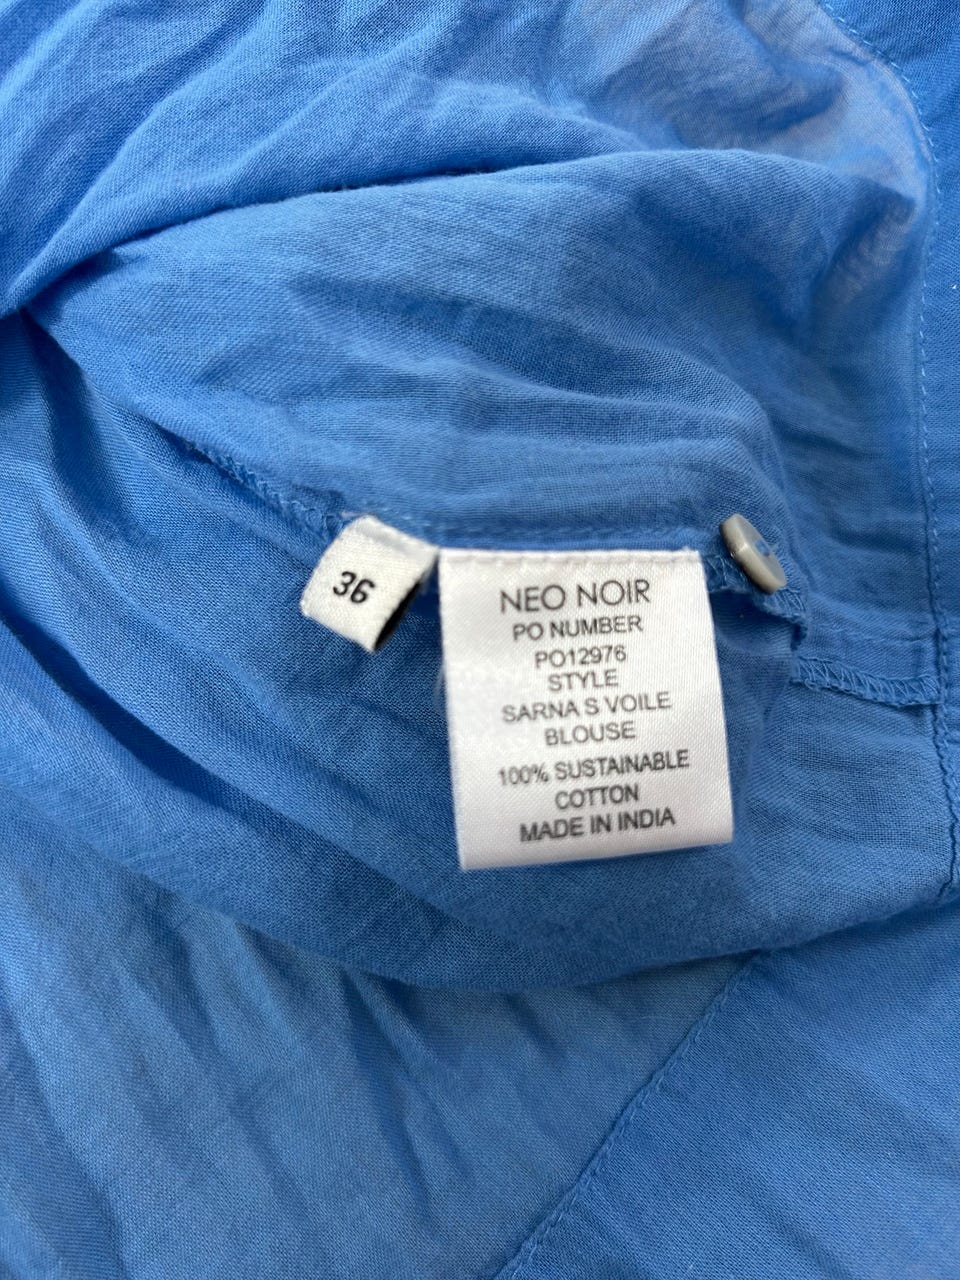 36
NEO NOIR
PO NUMBER
PO12976
STYLE
SARNA S VOILE
BLOUSE
100% SUSTAINABLE
COTTON
MADE IN INDIA